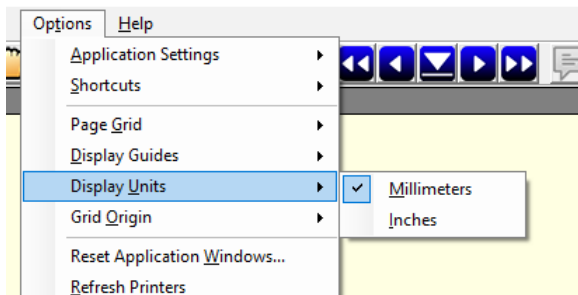 Options Help
Application Settings
Shortcuts
Page Grid
Display Guides
Display Units
Millimeters
Grid Origin
Inches
Reset Application Windows...
Refresh Printers